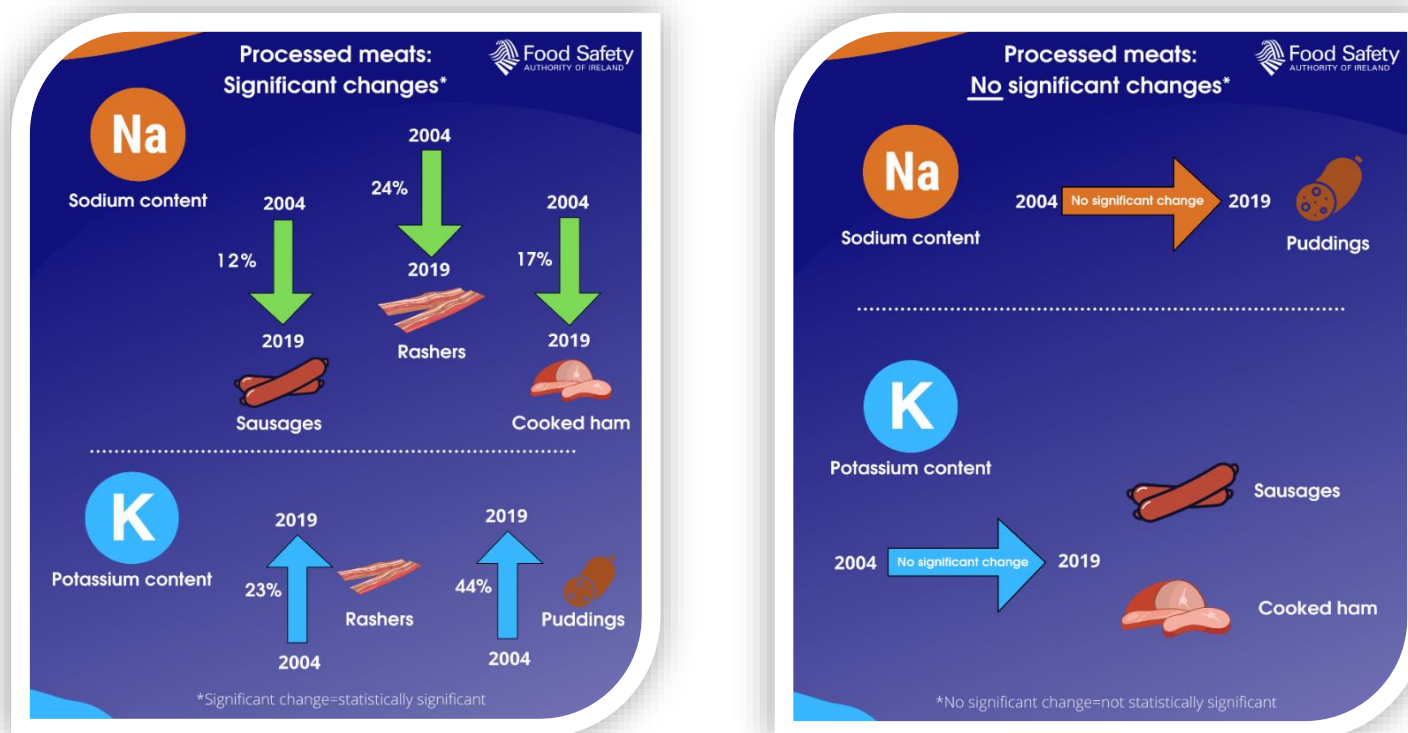 Processed meats:
Significant changes*
Food Safety
AUTHORITY OF IRELAND
Na
Sodium content
2004
24%
2019
Rashers
2004
12%
2019
Sausages
2004
17%
2019
Cooked ham
K
Potassium content
2019
23%
Rashers
2004
2019
44%
Puddings
2004
*Significant change=statistically significant
Processed meats:
No significant changes*
Food Safety
AUTHORITY OF IRELAND
Na
Sodium content
2004
No significant change
2019
Puddings
K
Potassium content
2004
No significant change
2019
Sausages
Cooked ham
*No significant change=not statistically significant